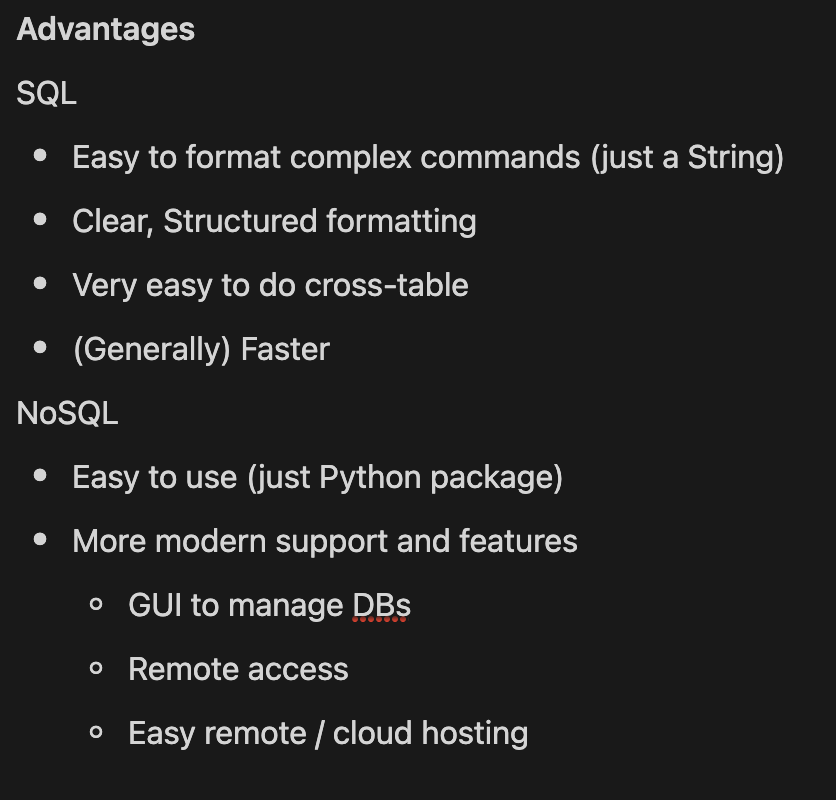 Advantages
SQL
Easy to format complex commands (just a String)
Clear, Structured formatting
Very easy to do cross-table
(Generally) Faster
NoSQL
Easy to use (just Python package)
More modern support and features
GUI to manage DBs
Remote access
Easy remote / cloud hosting